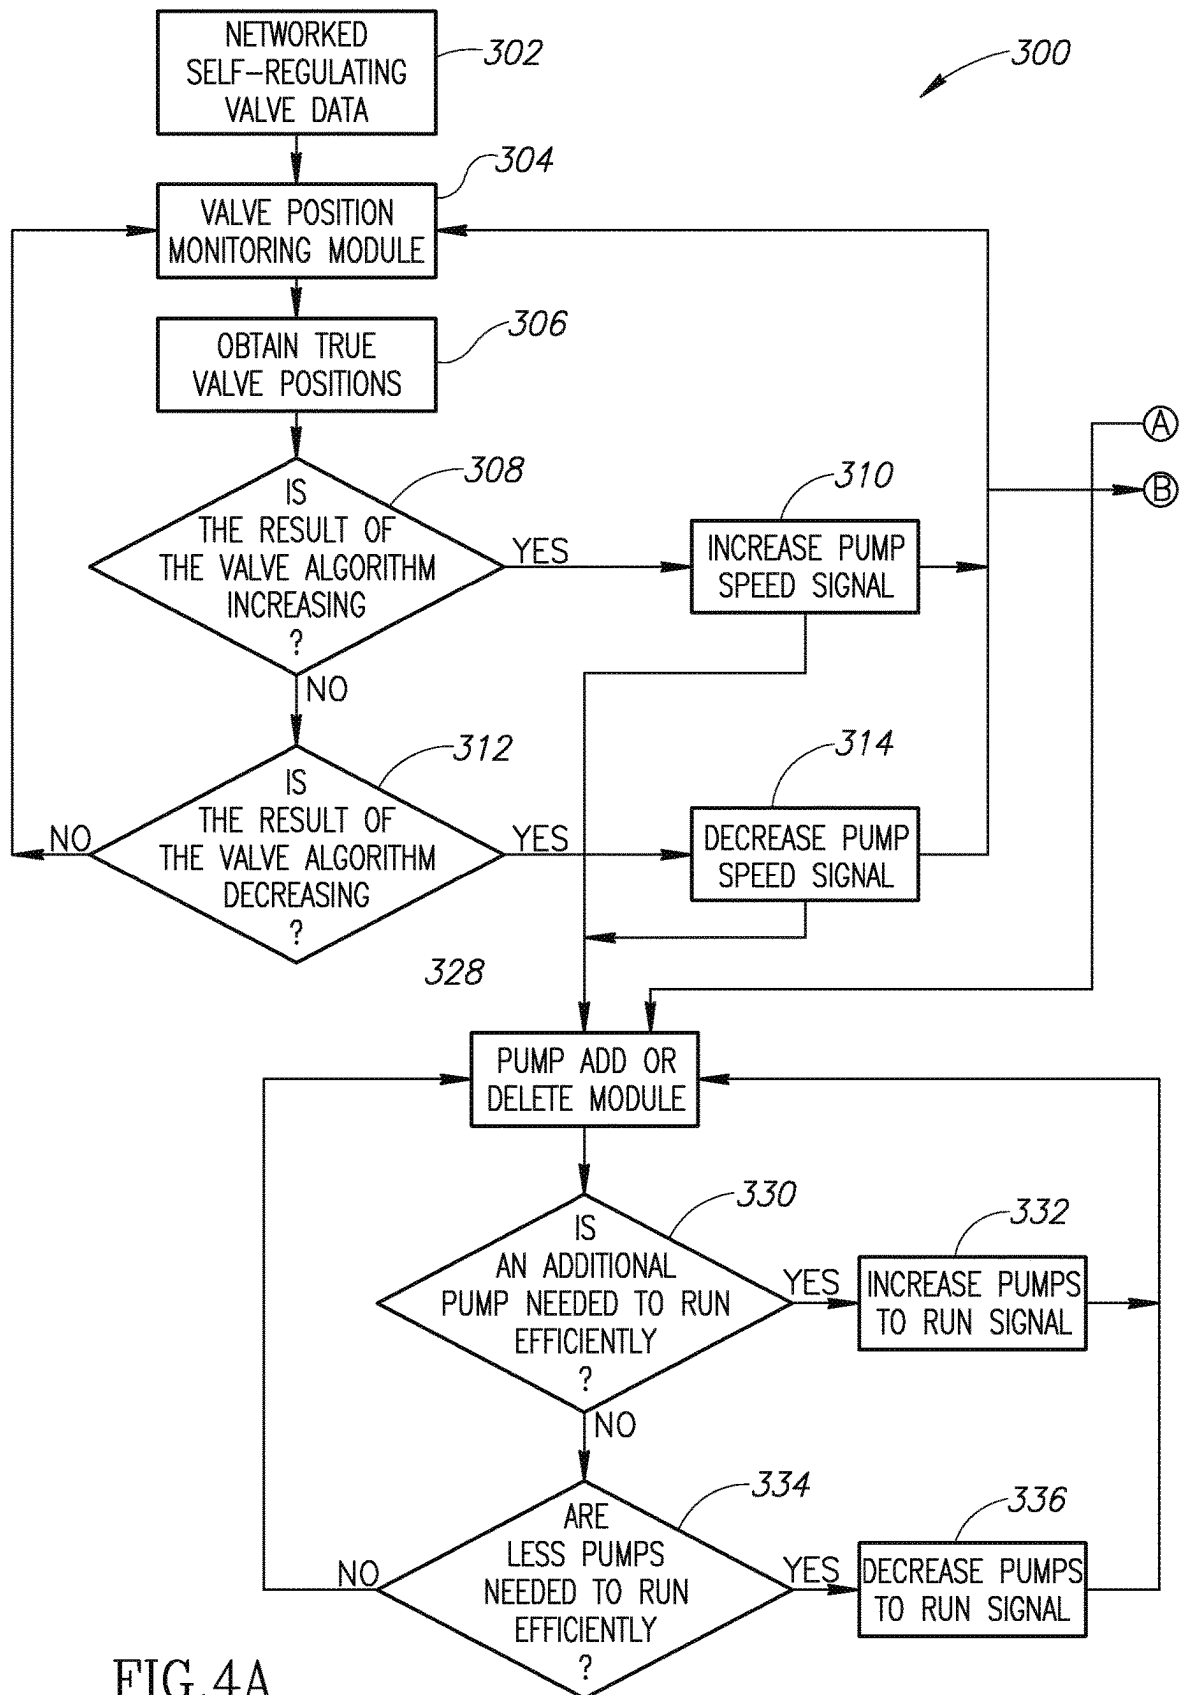 NETWORKED
SELF-REGULATING
VALVE DATA
302
300
304
VALVE POSITION
MONITORING MODULE
306
OBTAIN TRUE
VALVE POSITIONS
A
B
308
IS
THE RESULT OF
THE VALVE ALGORITHM
INCREASING
?
YES
310
INCREASE PUMP
SPEED SIGNAL
NO
312
IS
THE RESULT OF
THE VALVE ALGORITHM
DECREASING
?
NO
YES
314
DECREASE PUMP
SPEED SIGNAL
328
PUMP ADD OR
DELETE MODULE
330
IS
AN ADDITIONAL
PUMP NEEDED TO RUN
EFFICIENTLY
?
YES
332
INCREASE PUMPS
TO RUN SIGNAL
NO
334
ARE
LESS PUMPS
NEEDED TO RUN
EFFICIENTLY
?
NO
YES
336
DECREASE PUMPS
TO RUN SIGNAL
FIG.4A